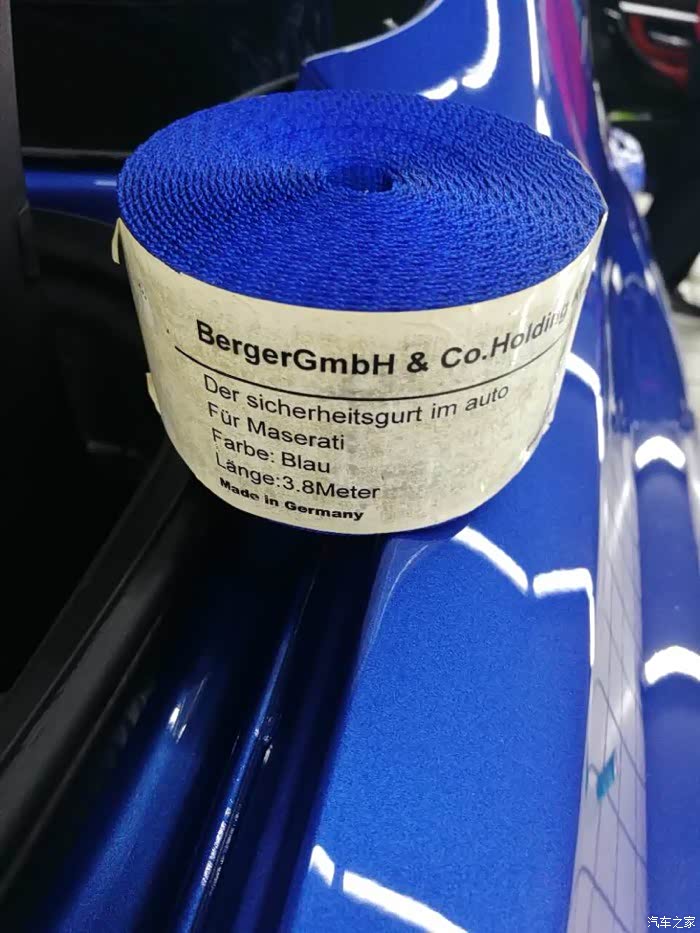 BergerGmbH & Co.Holding
Der sicherheitsgurt im auto
Für Maserati
Farbe: Blau
Länge:3.8Meter
Made in Germany
汽车之家